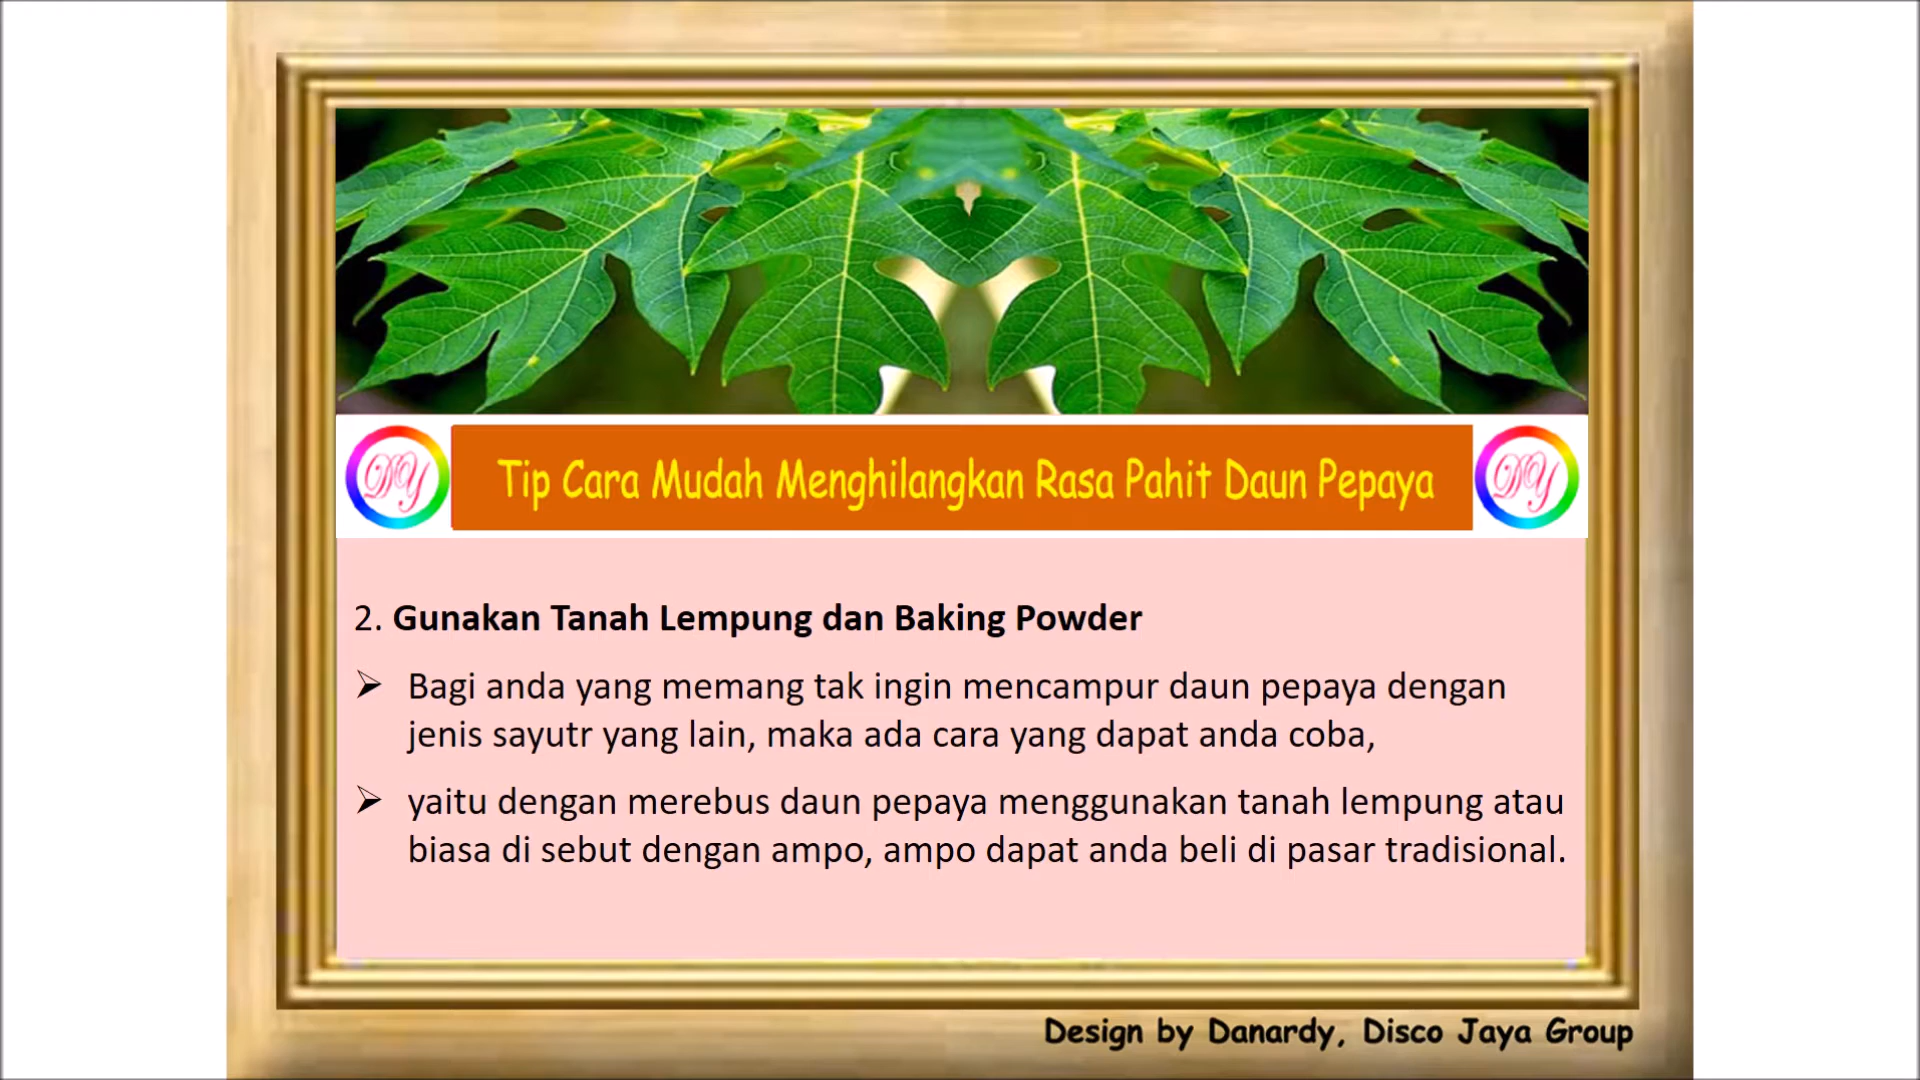 DY
DY
Tip Cara Mudah Menghilangkan Rasa Pahit Daun Pepaya
2. Gunakan Tanah Lempung dan Baking Powder
➢ Bagi anda yang memang tak ingin mencampur daun pepaya dengan
jenis sayutr yang lain, maka ada cara yang dapat anda coba,
➢ yaitu dengan merebus daun pepaya menggunakan tanah lempung atau
biasa di sebut dengan ampo, ampo dapat anda beli di pasar tradisional.
Design by Danardy, Disco Jaya Group